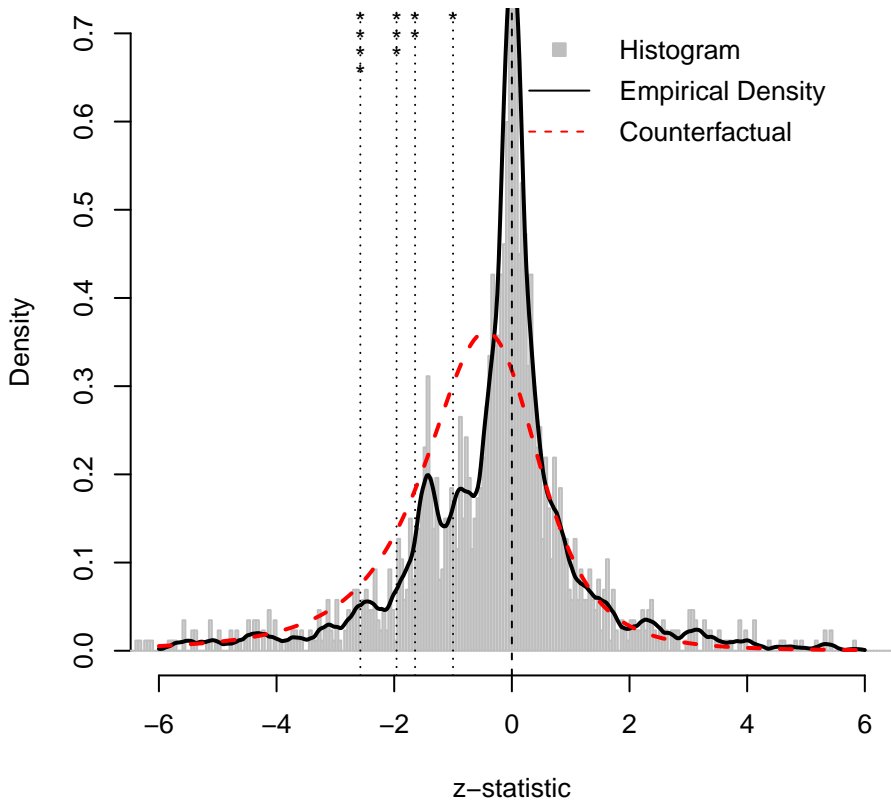 * * * *
* * *
* *
*
Histogram
Empirical Density
Counterfactual
0.7
0.6
0.5
0.4
0.3
0.2
0.1
0.0
Density
−6 −4 −2 0 2 4 6
z−statistic